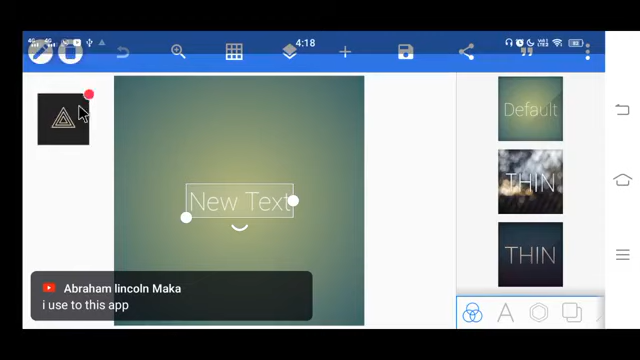 4:18
Default
THIN
New Text
THIN
Abraham lincoln Maka
i use to this app
A